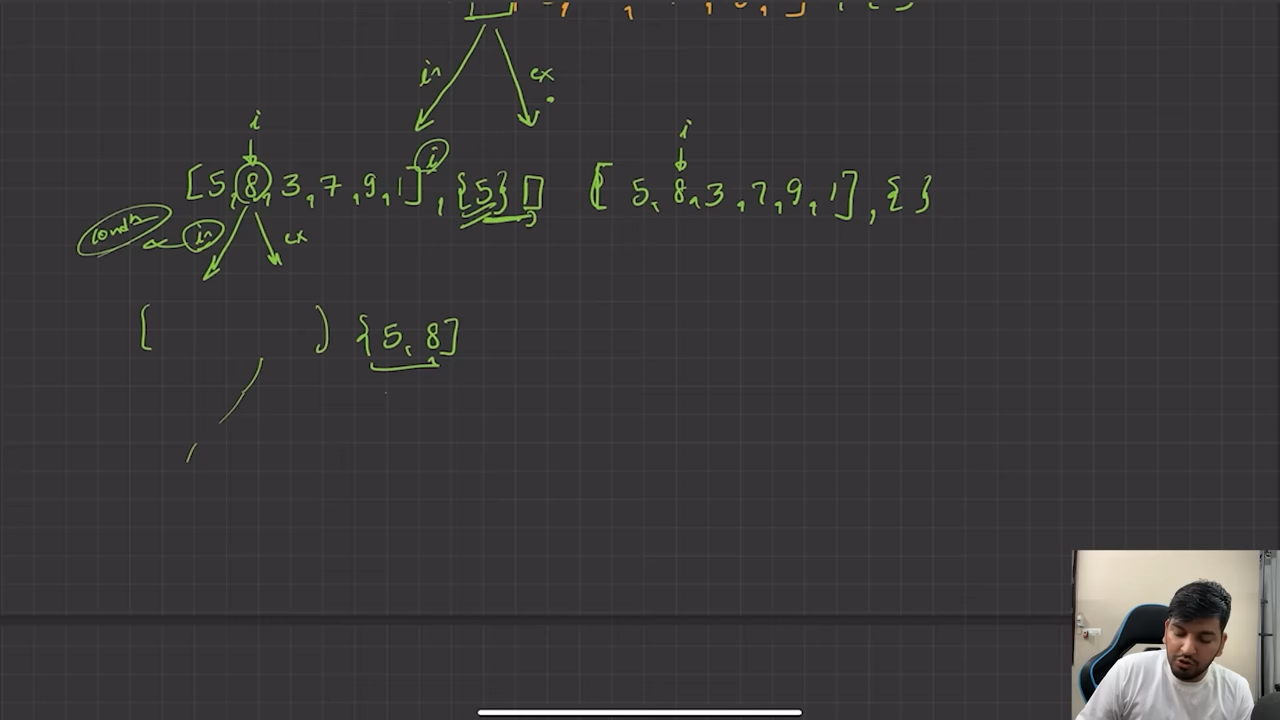 in ex
i i
[5, 8, 3, 7, 9, 1] i, {5} [] [ 5, 8, 3, 7, 9, 1], { }
condn in ex
[ ) {5, 8]